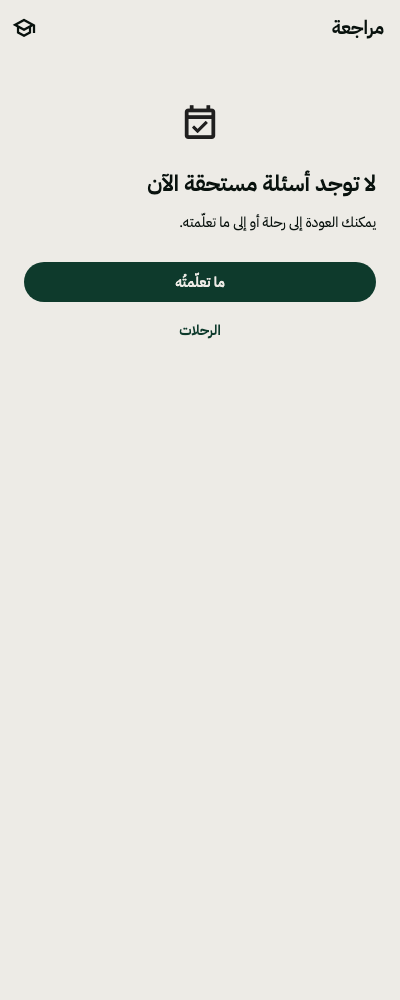 مراجعة
لا توجد أسئلة مستحقة الآن
يمكنك العودة إلى رحلة أو إلى ما تعلّمته.
ما تعلّمتُه
الرحلات